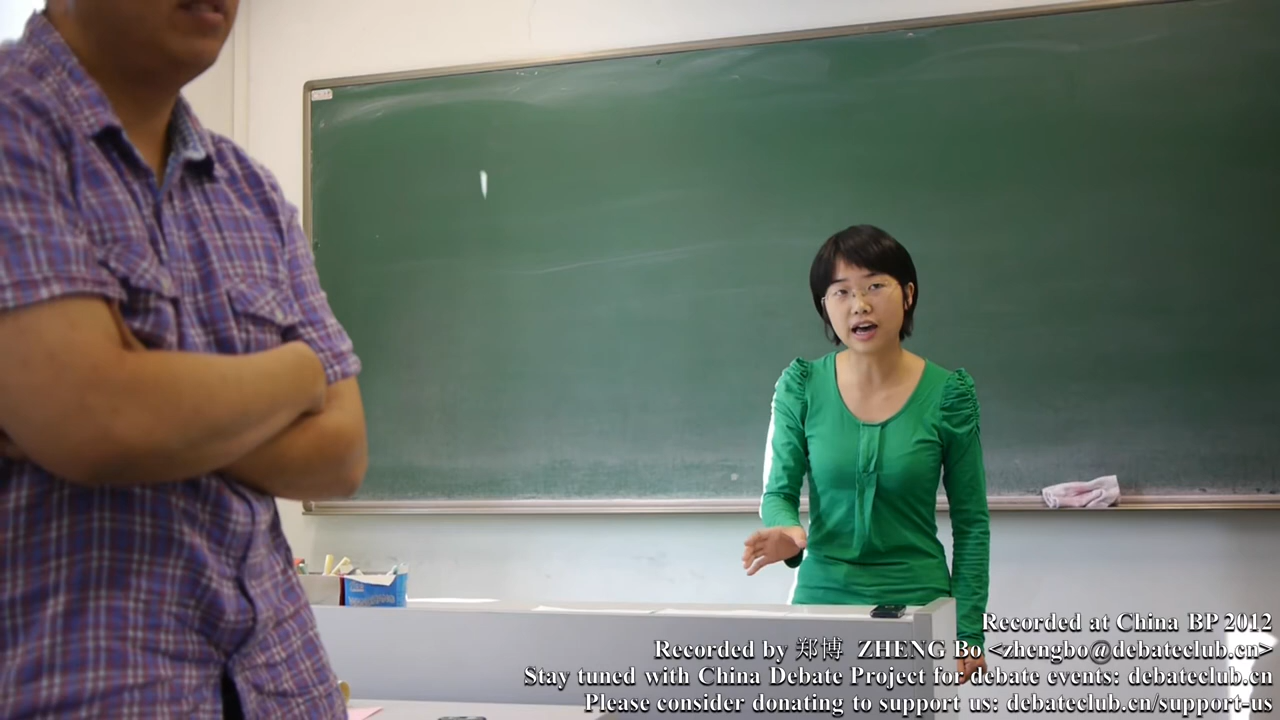 Recorded at China BP 2012
Recorded by 郑博 ZHENG Bo <zhengbo@debateclub.cn>
Stay tuned with China Debate Project for debate events: debateclub.cn
Please consider donating to support us: debateclub.cn/support-us